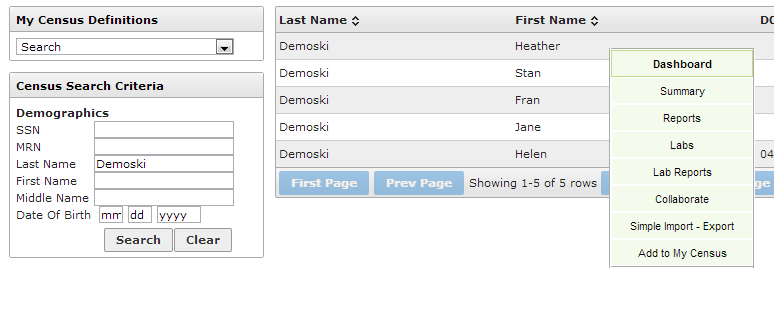 My Census Definitions
Search
Census Search Criteria
Demographics
SSN
MRN
Last Name Demoski
First Name
Middle Name
Date Of Birth mm dd yyyy
Search Clear
Last Name First Name
Demoski Heather
Demoski Stan
Demoski Fran
Demoski Jane
Demoski Helen 04
First Page Prev Page Showing 1-5 of 5 rows
Dashboard
Summary
Reports
Labs
Lab Reports
Collaborate
Simple Import - Export
Add to My Census